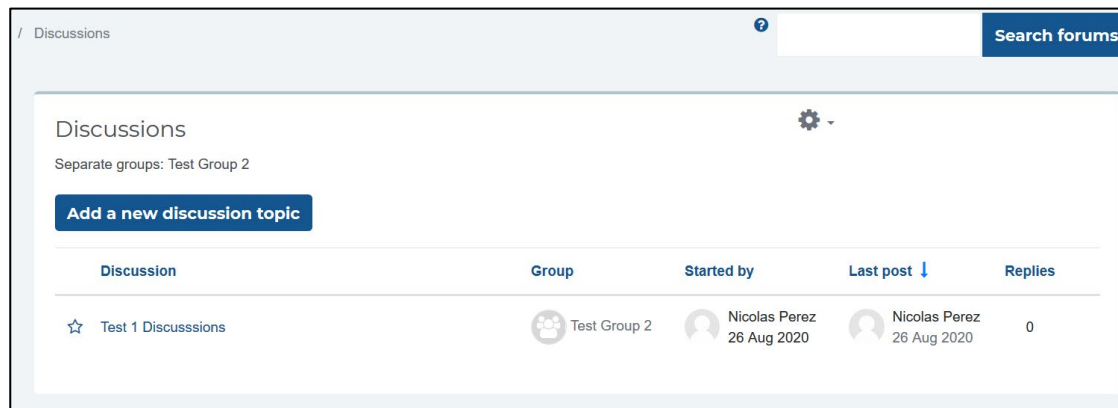 / Discussions
Search forums
Discussions
Separate groups: Test Group 2
Add a new discussion topic
Discussion Group Started by Last post Replies
Test 1 Discusssions Test Group 2 Nicolas Perez Nicolas Perez 0
26 Aug 2020 26 Aug 2020